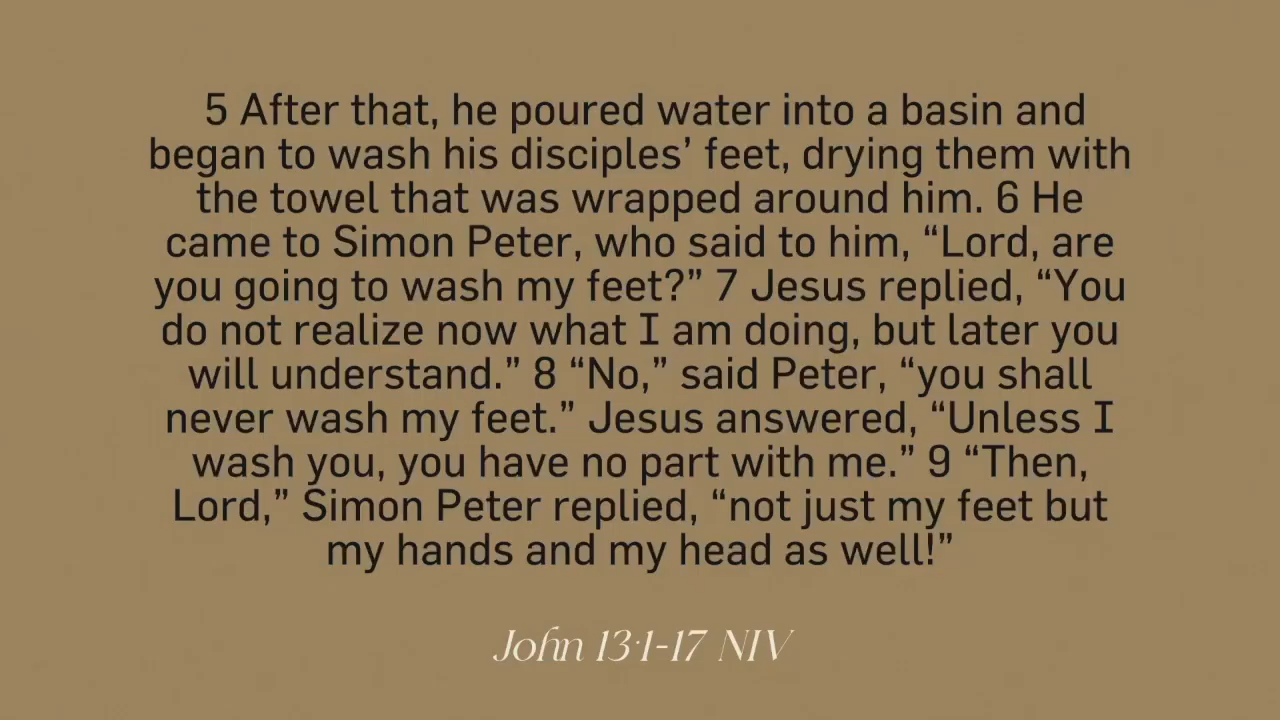 5 After that, he poured water into a basin and
began to wash his disciples’ feet, drying them with
the towel that was wrapped around him. 6 He
came to Simon Peter, who said to him, “Lord, are
you going to wash my feet?” 7 Jesus replied, “You
do not realize now what I am doing, but later you
will understand.” 8 “No,” said Peter, “you shall
never wash my feet.” Jesus answered, “Unless I
wash you, you have no part with me.” 9 “Then,
Lord,” Simon Peter replied, “not just my feet but
my hands and my head as well!”
John 13:1-17 NIV